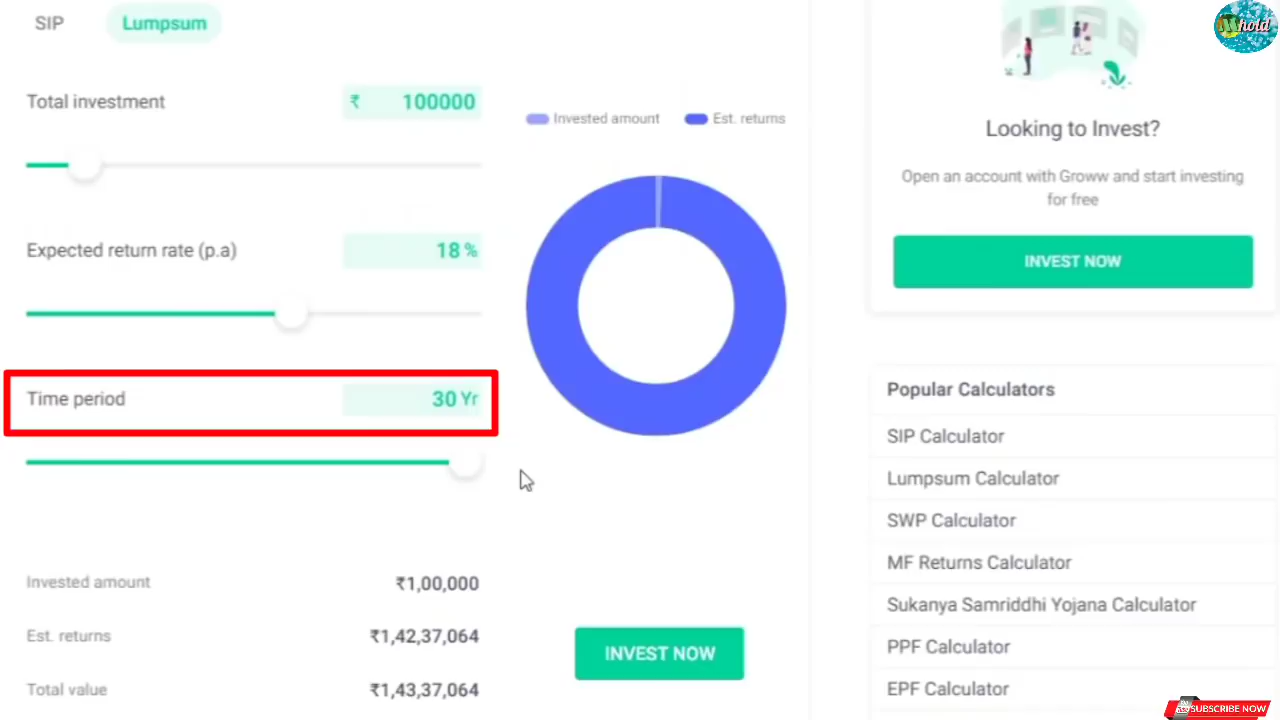 SIP
Lumpsum
Total investment
₹ 100000
Expected return rate (p.a)
18 %
Time period
30 Yr
Invested amount
₹1,00,000
Est. returns
₹1,42,37,064
Total value
₹1,43,37,064
Invested amount
Est. returns
INVEST NOW
Mhold
Looking to Invest?
Open an account with Groww and start investing
for free
INVEST NOW
Popular Calculators
SIP Calculator
Lumpsum Calculator
SWP Calculator
MF Returns Calculator
Sukanya Samriddhi Yojana Calculator
PPF Calculator
EPF Calculator
SUBSCRIBE NOW